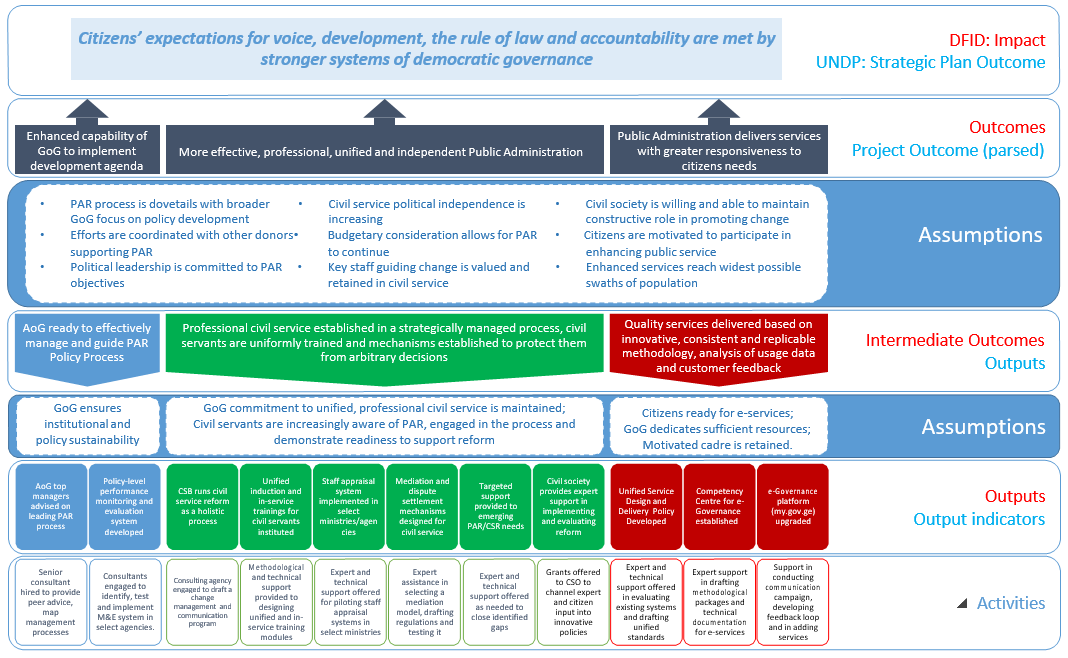 Citizens' expectations for voice, development, the rule of law and accountability are met by
stronger systems of democratic governance
DFID: Impact
UNDP: Strategic Plan Outcome
Enhanced capability of
GoG to implement
development agenda
More effective, professional, unified and independent Public Administration
Public Administration delivers services
with greater responsiveness to
citizens needs
Outcomes
Project Outcome (parsed)
• PAR process is dovetails with broader
GoG focus on policy development
• Efforts are coordinated with other donors
supporting PAR
• Political leadership is committed to PAR
objectives
• Civil service political independence is
increasing
• Budgetary consideration allows for PAR
to continue
• Key staff guiding change is valued and
retained in civil service
• Civil society is willing and able to maintain
constructive role in promoting change
• Citizens are motivated to participate in
enhancing public service
• Enhanced services reach widest possible
swaths of population
Assumptions
AoG ready to effectively
manage and guide PAR
Policy Process
Professional civil service established in a strategically managed process, civil
servants are uniformly trained and mechanisms established to protect them
from arbitrary decisions
Quality services delivered based on
innovative, consistent and replicable
methodology, analysis of usage data
and customer feedback
Intermediate Outcomes
Outputs
GoG ensures
institutional and
policy sustainability
GoG commitment to unified, professional civil service is maintained;
Civil servants are increasingly aware of PAR, engaged in the process and
demonstrate readiness to support reform
Citizens ready for e-services;
GoG dedicates sufficient resources;
Motivated cadre is retained.
Assumptions
AoG top
managers
advised on
leading PAR
process
Policy-level
performance
monitoring and
evaluation
system
developed
CSB runs civil
service reform
as a holistic
process
Unified
induction and
in-service
trainings for
civil servants
instituted
Staff appraisal
system
implemented in
select
ministries/agen
cies
Mediation and
dispute
settlement
mechanisms
designed for
civil service
Targeted
support
provided to
emerging
PAR/CSR needs
Civil society
provides expert
support in
implementing
and evaluating
reform
Unified Service
Design and
Delivery Policy
Developed
Competency
Centre for e-
Governance
established
e-Governance
platform
(my.gov.ge)
upgraded
Outputs
Output indicators
Senior
consultant
hired to provide
peer advice,
map
management
processes
Consultants
engaged to
identify, test
and implement
M&E system in
select agencies.
Consulting agency
engaged to draft a
change
management and
communication
program
Methodological
and technical
support
provided to
designing
unified and in-
service training
modules
Expert and
technical
support offered
for piloting staff
appraisal
systems in
select ministries
Expert
assistance in
selecting a
mediation
model, drafting
regulations and
testing it
Expert and
technical
support offered
as needed to
close identified
gaps
Grants offered
to CSO to
channel expert
and citizen
input into
innovative
policies
Expert and
technical
support offered
in evaluating
existing systems
and drafting
unified
standards
Expert support
in drafting
methodological
packages and
technical
documentation
for e-services
Support in
conducting
communication
campaign,
developing
feedback loop
and in adding
services
Activities